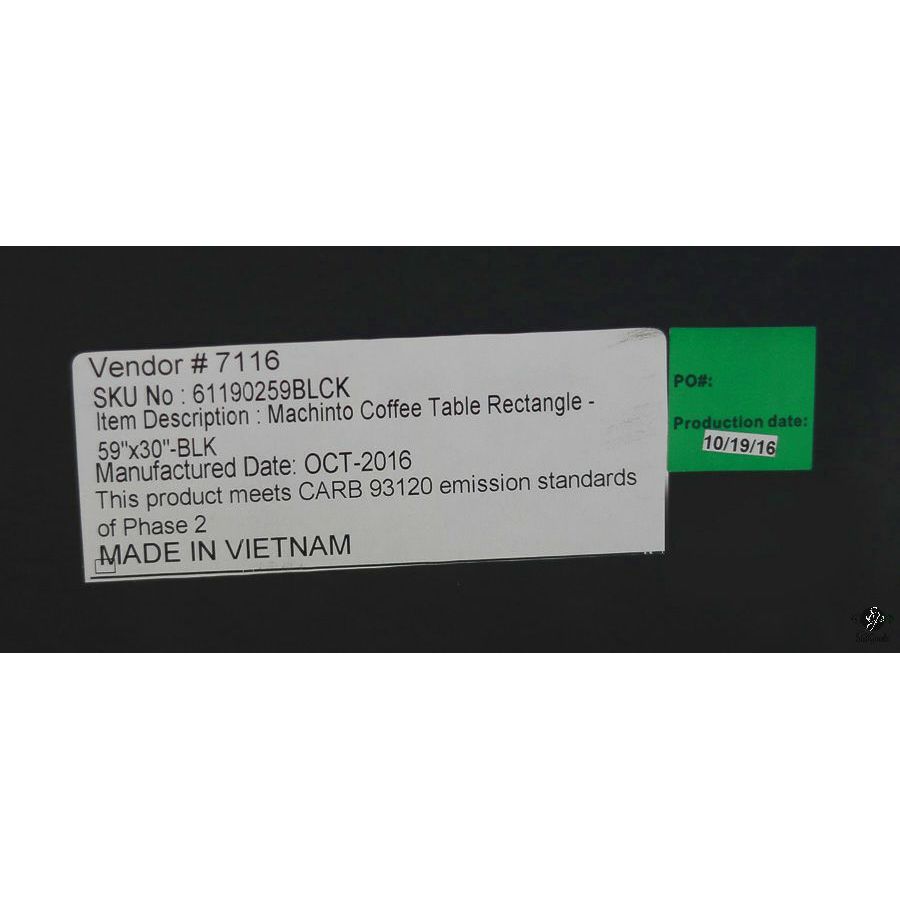 Vendor # 7116
SKU No : 61190259BLCK
Item Description : Machinto Coffee Table Rectangle -
59"x30"-BLK
Manufactured Date: OCT-2016
This product meets CARB 93120 emission standards
of Phase 2
MADE IN VIETNAM
PO#:
Production date:
10/19/16